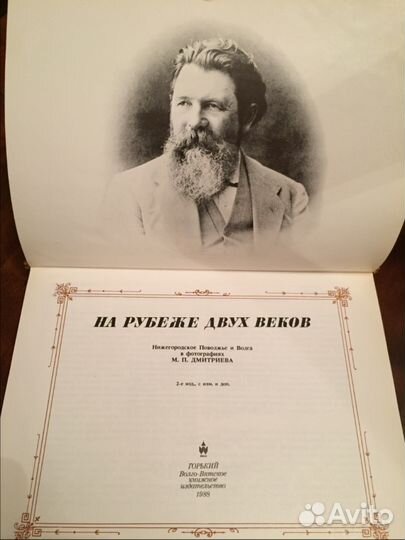 НА РУБЕЖЕ ДВУХ ВЕКОВ
Нижегородское Поволжье и Волга
в фотографиях
М. П. ДМИТРИЕВА
2-е изд., с изм. и доп.
ГОРЬКИЙ
Волго-Вятское
книжное
издательство
1988
Avito